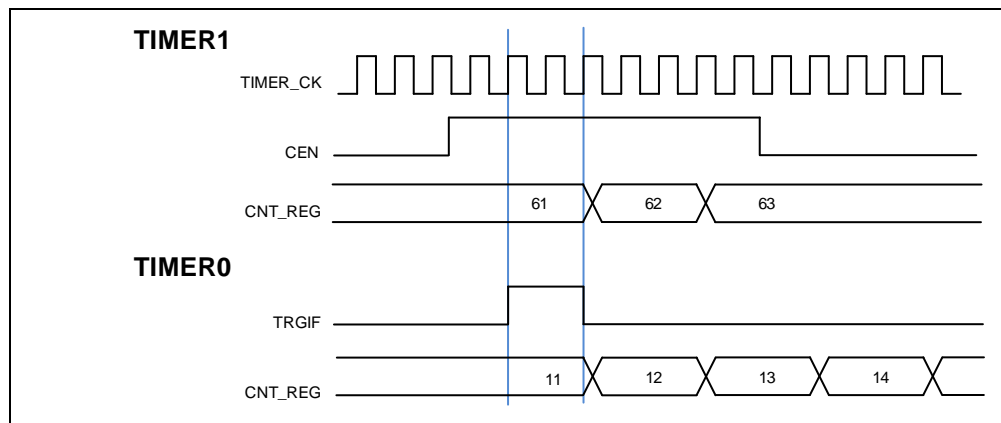 TIMER1
TIMER_CK
CEN
CNT_REG 61 62 63
TIMER0
TRGIF
CNT_REG 11 12 13 14